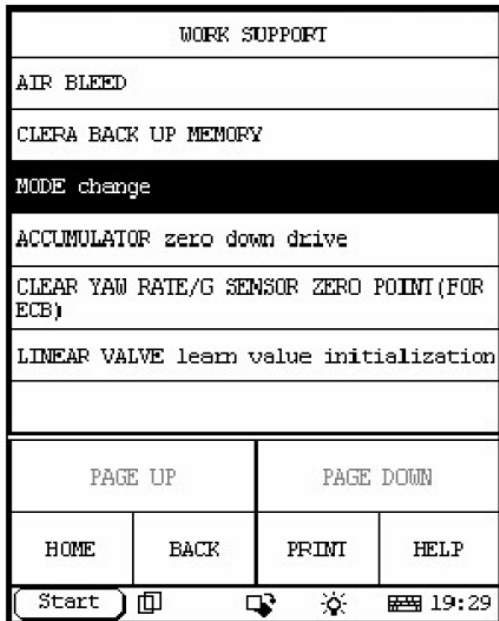 WORK SUPPORT
AIR BLEED
CLERA BACK UP MEMORY
MODE change
ACCUMULATOR zero down drive
CLEAR YAW RATE/G SENSOR ZERO POINT(FOR
ECB)
LINEAR VALVE learn value initialization
PAGE UP
PAGE DOWN
HOME
BACK
PRINT
HELP
Start
19:29